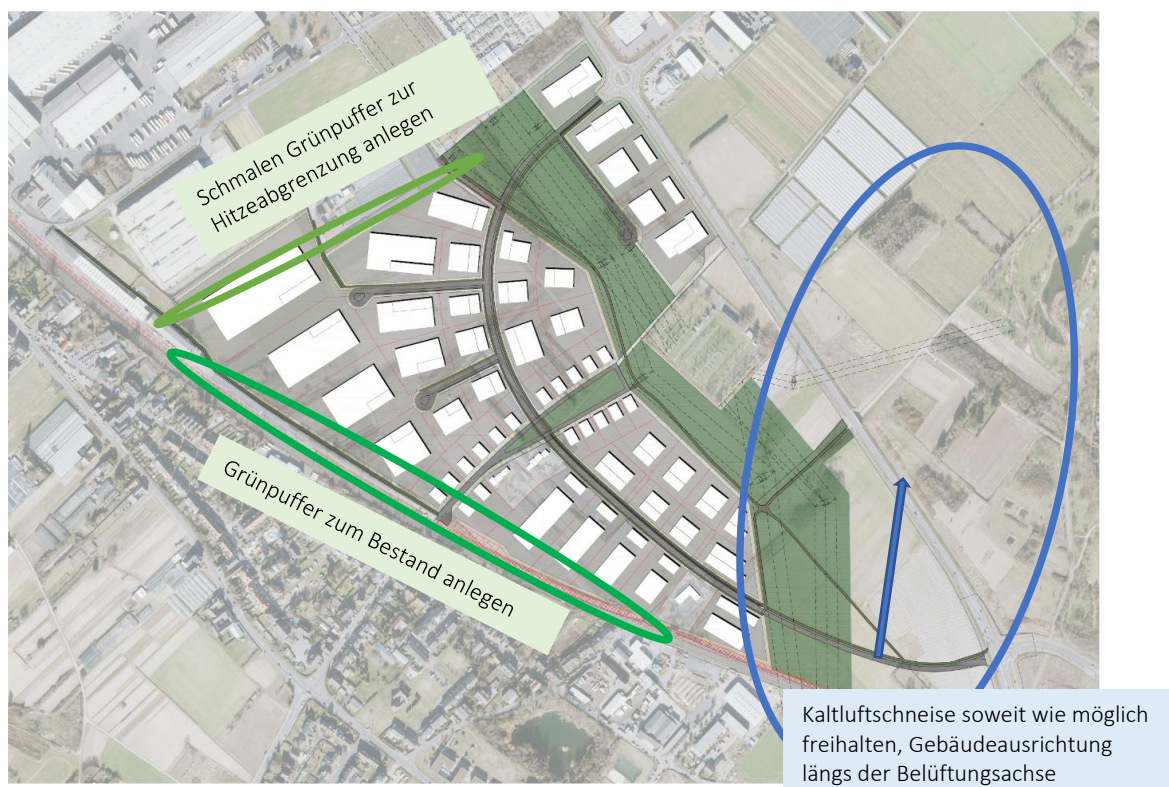 Schmalen Grünpuffer zur
Hitzeabgrenzung anlegen
Grünpuffer zum Bestand anlegen
Kaltluftschneise soweit wie möglich
freihalten, Gebäudeausrichtung
längs der Belüftungsachse